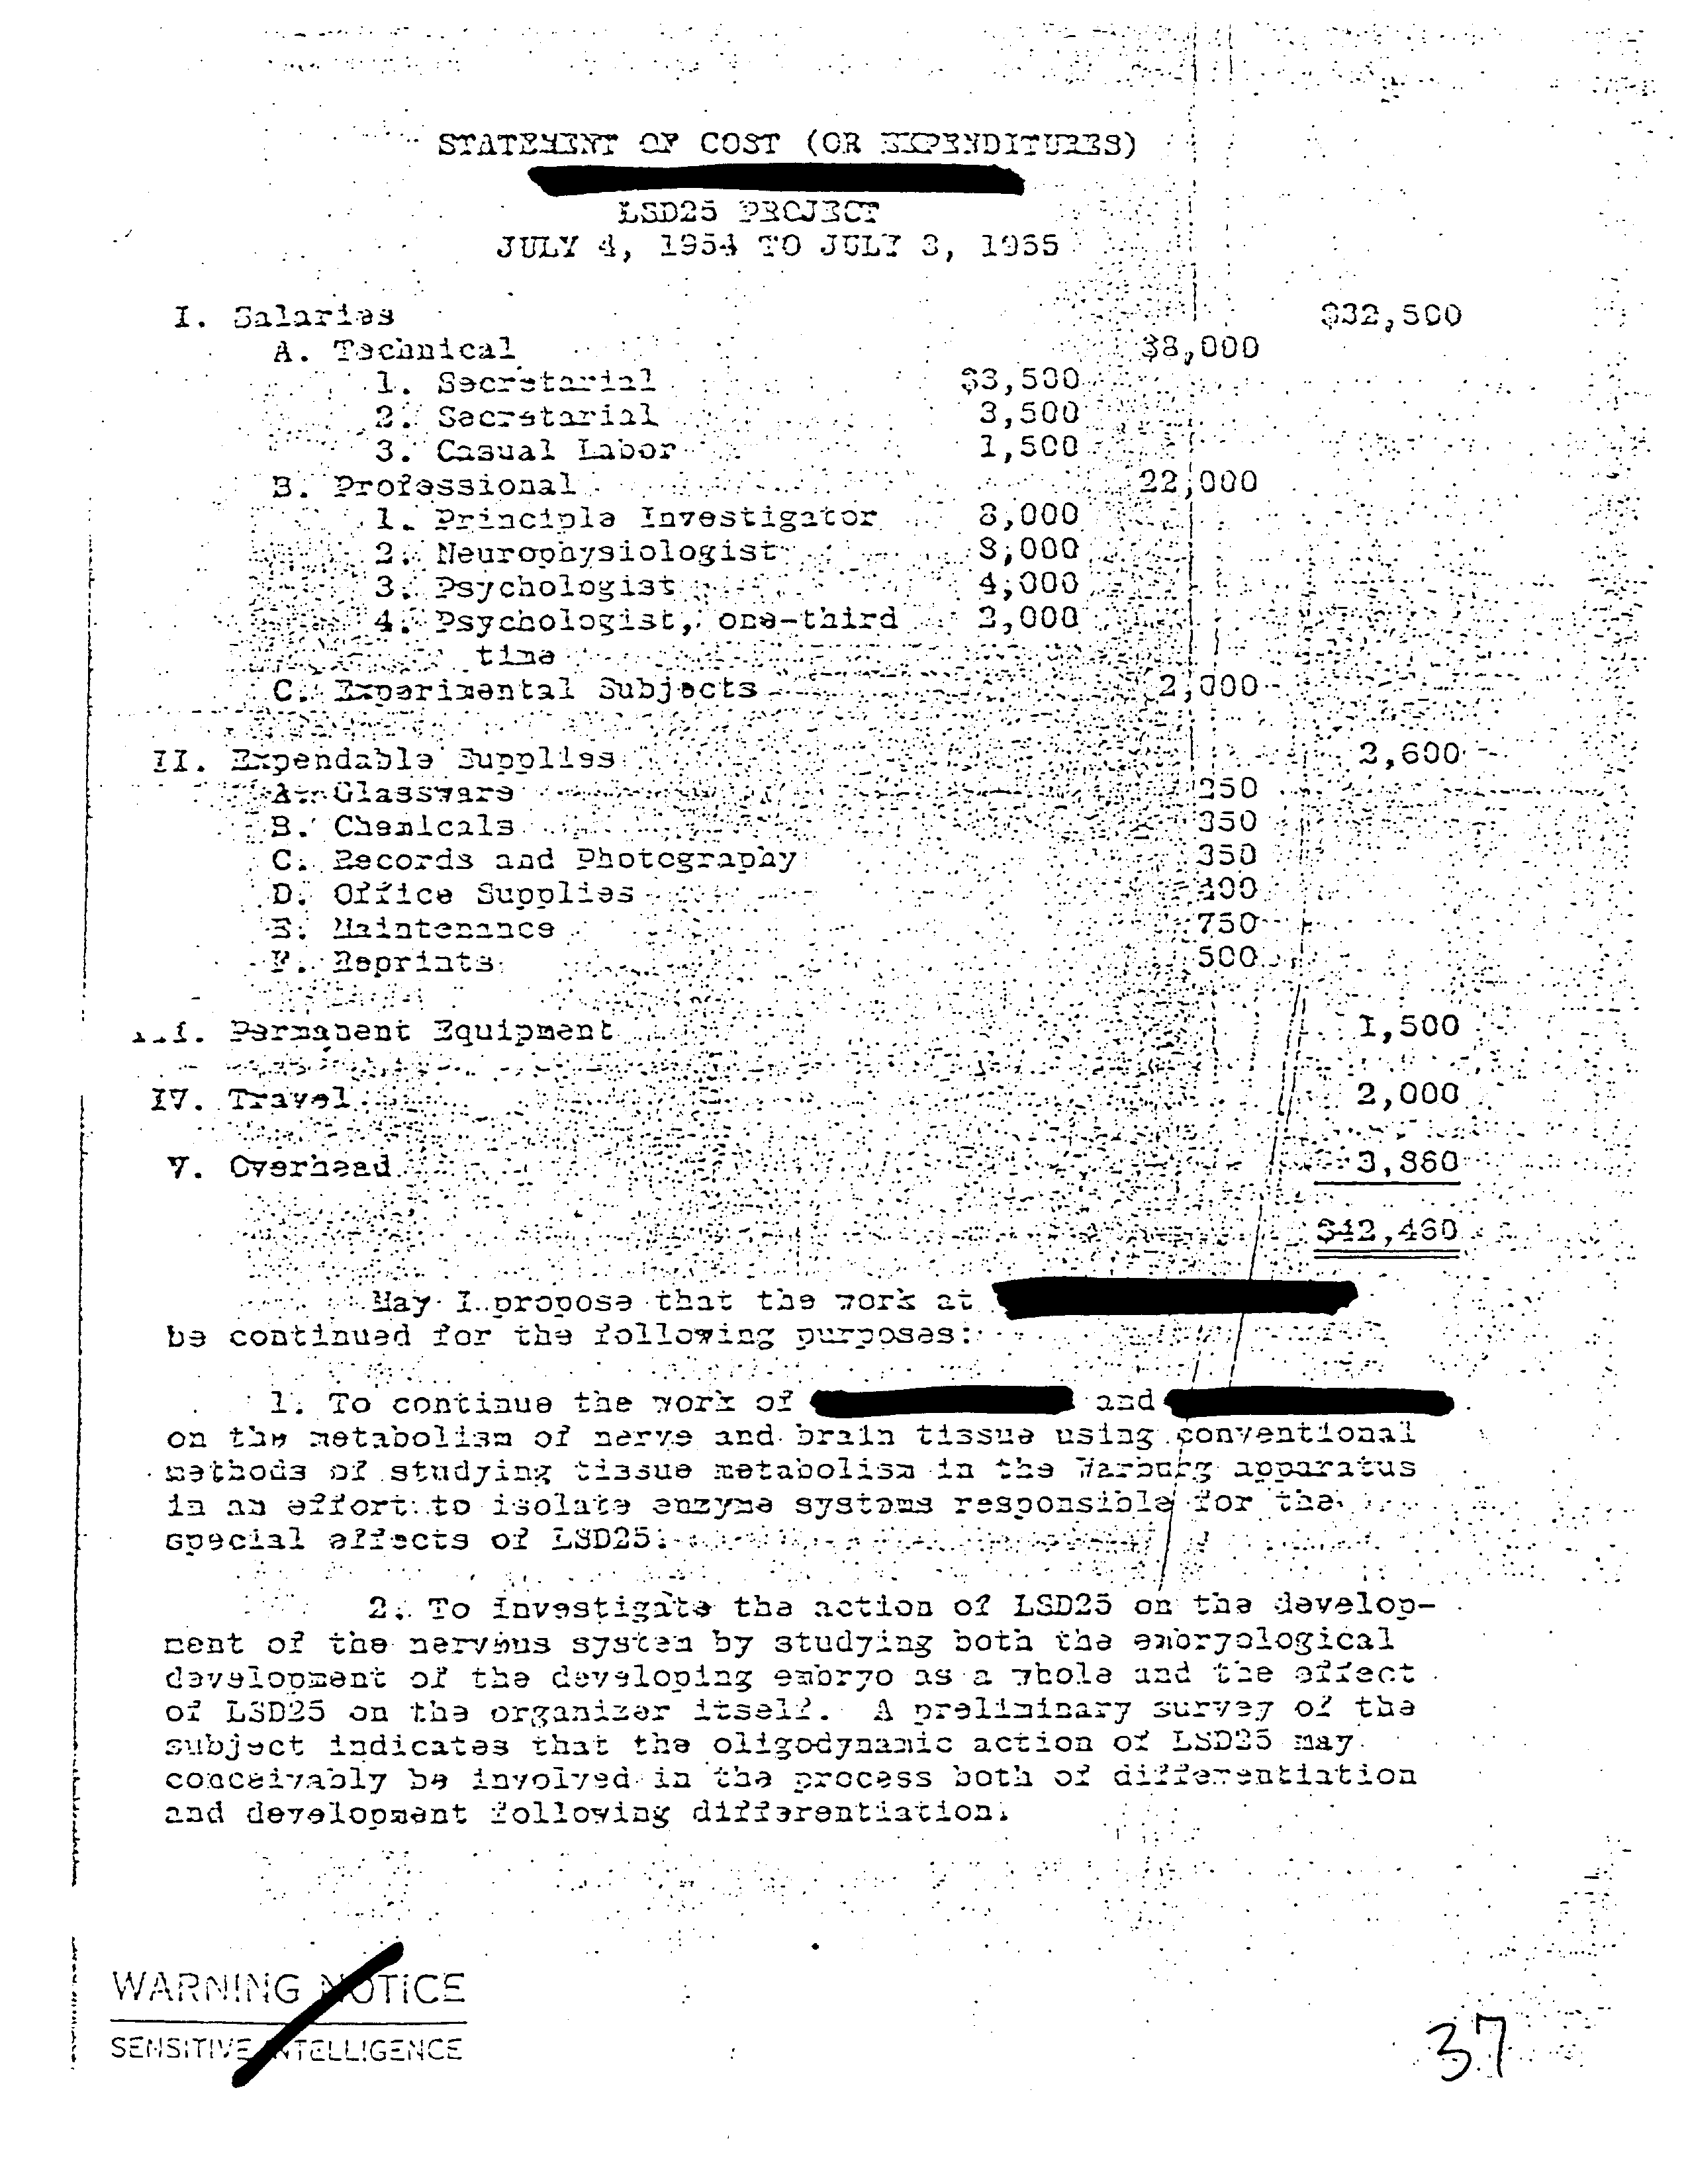 STATEMENT OF COST (OR EXPENDITURES)
LSD25 PROJECT
JULY 4, 1954 TO JULY 3, 1955
I. Salaries $32,500
A. Technical $8,000
1. Secretarial $3,500
2. Secretarial 3,500
3. Casual Labor 1,500
B. Professional 22,000
1. Principle Investigator 8,000
2. Neurophysiologist 8,000
3. Psychologist 4,000
4. Psychologist, one-third 2,000
time
C. Experimental Subjects 2,000
II. Expendable Supplies 2,600
A. Glassware 250
B. Chemicals 350
C. Records and Photography 350
D. Office Supplies 400
E. Maintenance 750
F. Reprints 500
III. Permanent Equipment 1,500
IV. Travel 2,000
V. Overhead 3,860
$42,460
May I propose that the work at
be continued for the following purposes:
1. To continue the work of and
on the metabolism of nerve and brain tissue using conventional
methods of studying tissue metabolism in the Warburg apparatus
in an effort to isolate enzyme systems responsible for the
special effects of LSD25.
2. To investigate the action of LSD25 on the develop-
ment of the nervous system by studying both the embryological
development of the developing embryo as a whole and the effect
of LSD25 on the organizer itself. A preliminary survey of the
subject indicates that the oligodynamic action of LSD25 may
conceivably be involved in the process both of differentiation
and development following differentiation.
WARNING NOTICE
SENSITIVE INTELLIGENCE
37